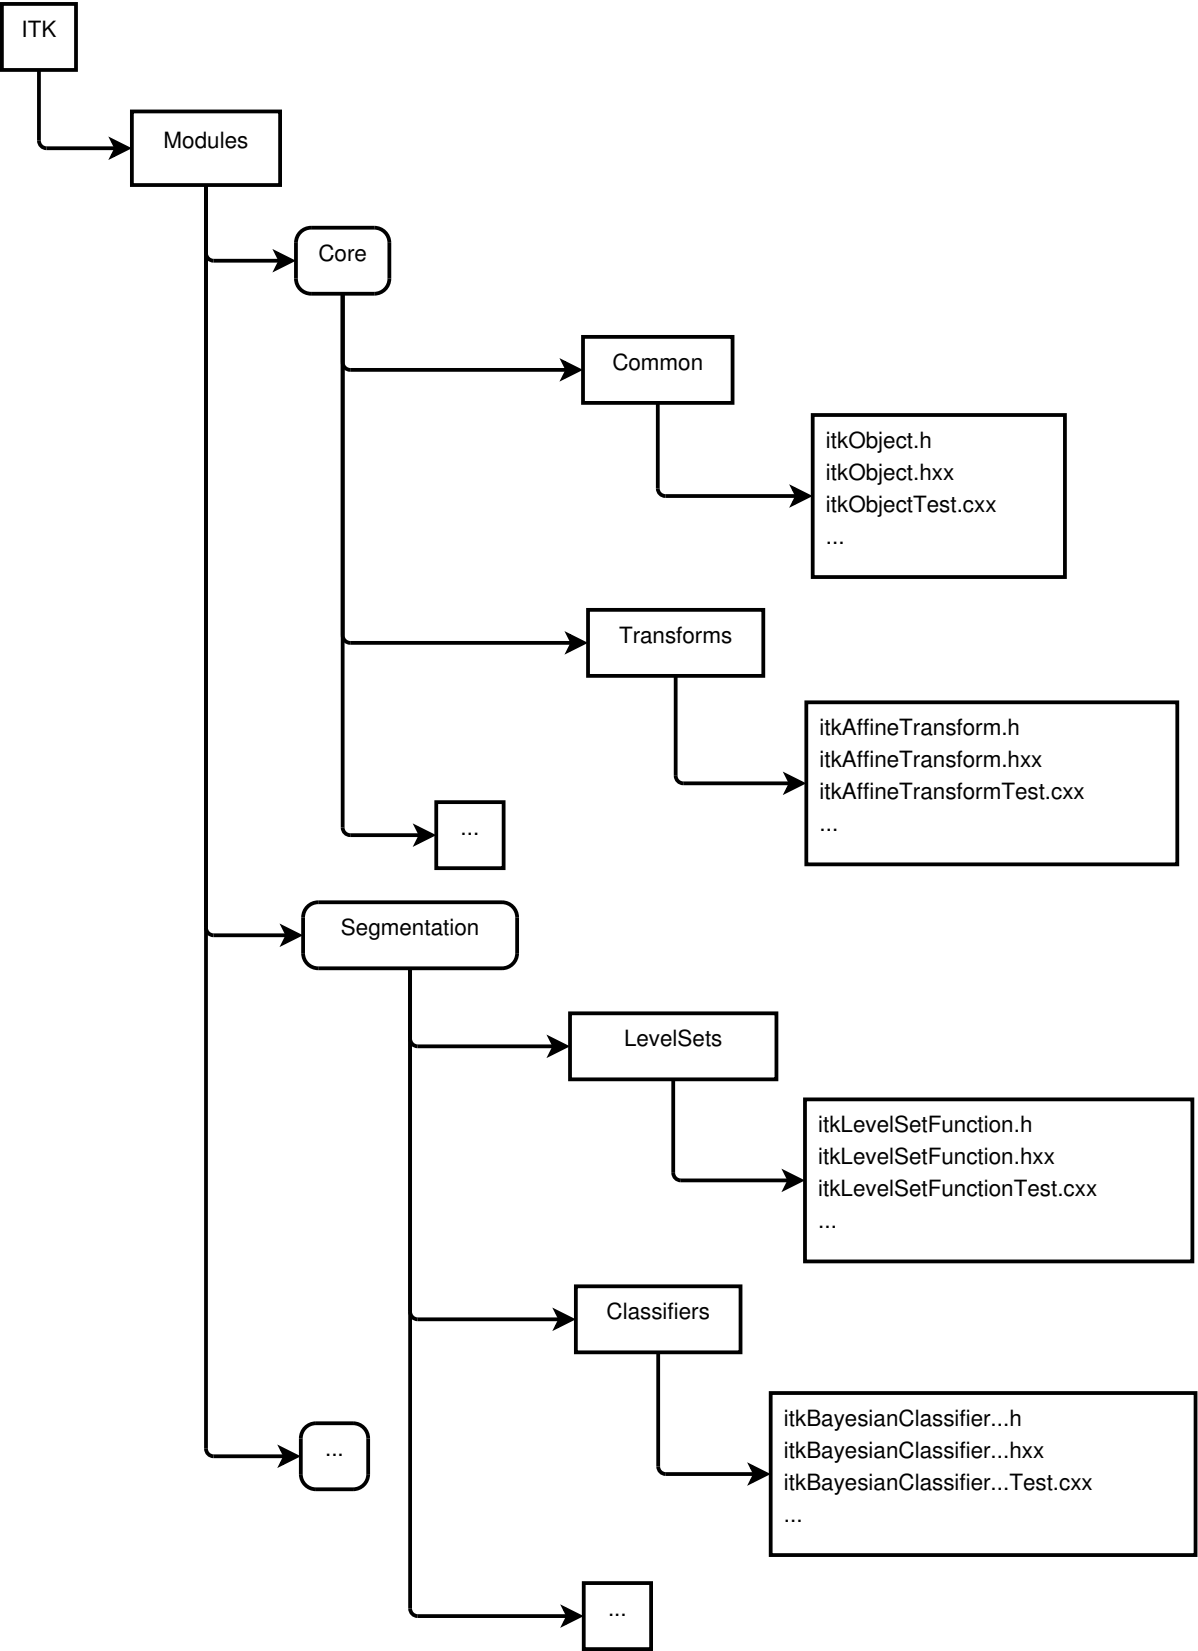 ITK
Modules
Core
Common
itkObject.h
itkObject.hxx
itkObjectTest.cxx
...
Transforms
itkAffineTransform.h
itkAffineTransform.hxx
itkAffineTransformTest.cxx
...
...
Segmentation
LevelSets
itkLevelSetFunction.h
itkLevelSetFunction.hxx
itkLevelSetFunctionTest.cxx
...
Classifiers
itkBayesianClassifier...h
itkBayesianClassifier...hxx
itkBayesianClassifier...Test.cxx
...
...
...